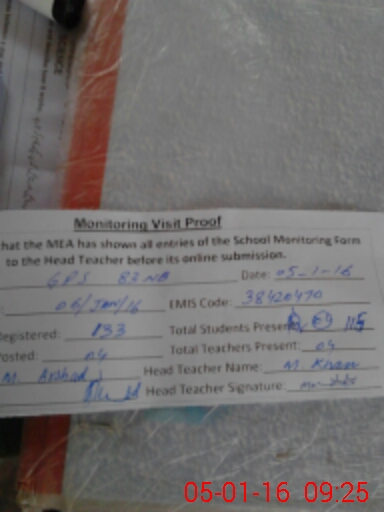 Monitoring Visit Proof
hat the MEA has shown all entries of the School Monitoring Form
to the Head Teacher before its online submission.
GPS 83 NB Date: 05-1-16
06/Jan/16 EMIS Code: 38420470
Registered: 133 Total Students Present: 115
Posted: 04 Total Teachers Present: 04
M. Arshad Head Teacher Name: M. Khan
Head Teacher Signature:
05-01-16 09:25